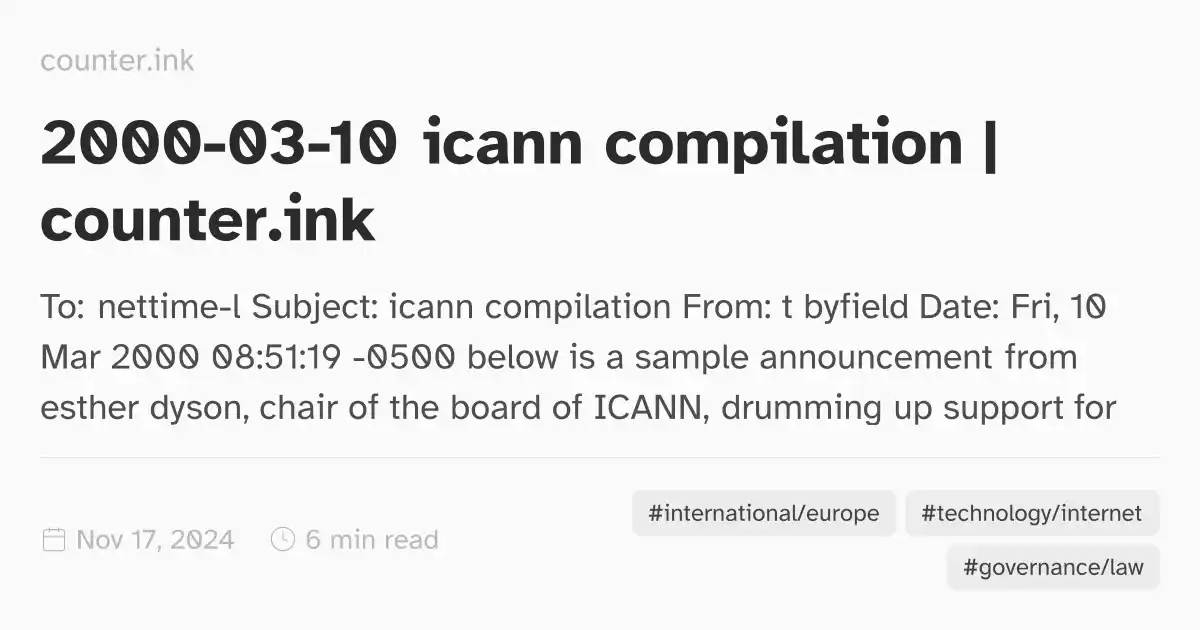 counter.ink
2000-03-10 icann compilation |
counter.ink
To: nettime-l Subject: icann compilation From: t byfield Date: Fri, 10
Mar 2000 08:51:19 -0500 below is a sample announcement from
esther dyson, chair of the board of ICANN, drumming up support for
Nov 17, 2024 6 min read
#international/europe #technology/internet
#governance/law